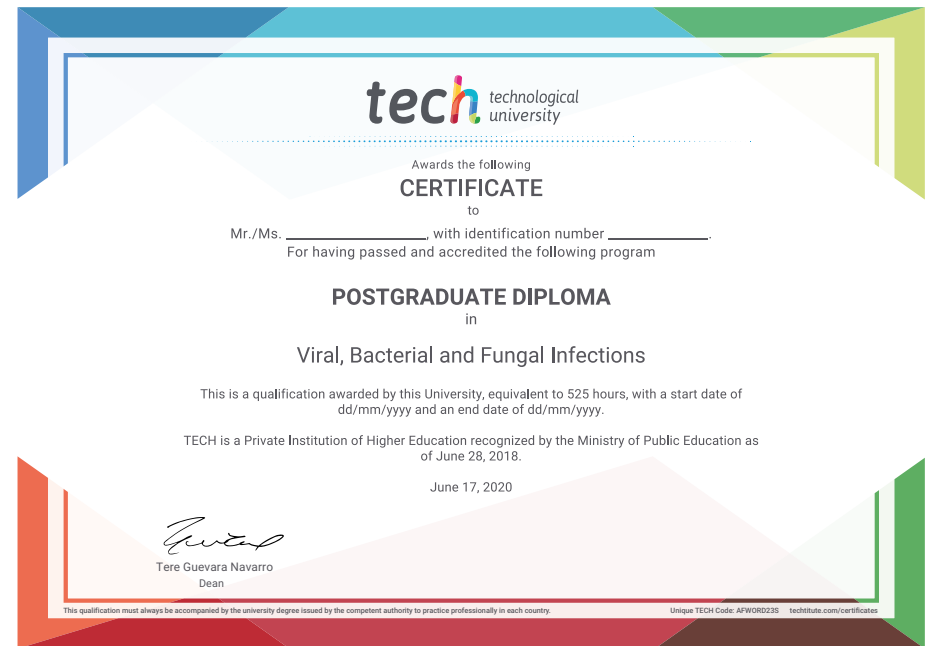 tech technological
university
Awards the following
CERTIFICATE
to
Mr./Ms. ____________________, with identification number ______________.
For having passed and accredited the following program
POSTGRADUATE DIPLOMA
in
Viral, Bacterial and Fungal Infections
This is a qualification awarded by this University, equivalent to 525 hours, with a start date of
dd/mm/yyyy and an end date of dd/mm/yyyy.
TECH is a Private Institution of Higher Education recognized by the Ministry of Public Education as
of June 28, 2018.
June 17, 2020
Tere Guevara Navarro
Dean
This qualification must always be accompanied by the university degree issued by the competent authority to practice professionally in each country.
Unique TECH Code: AFWORD23S techtitute.com/certificates